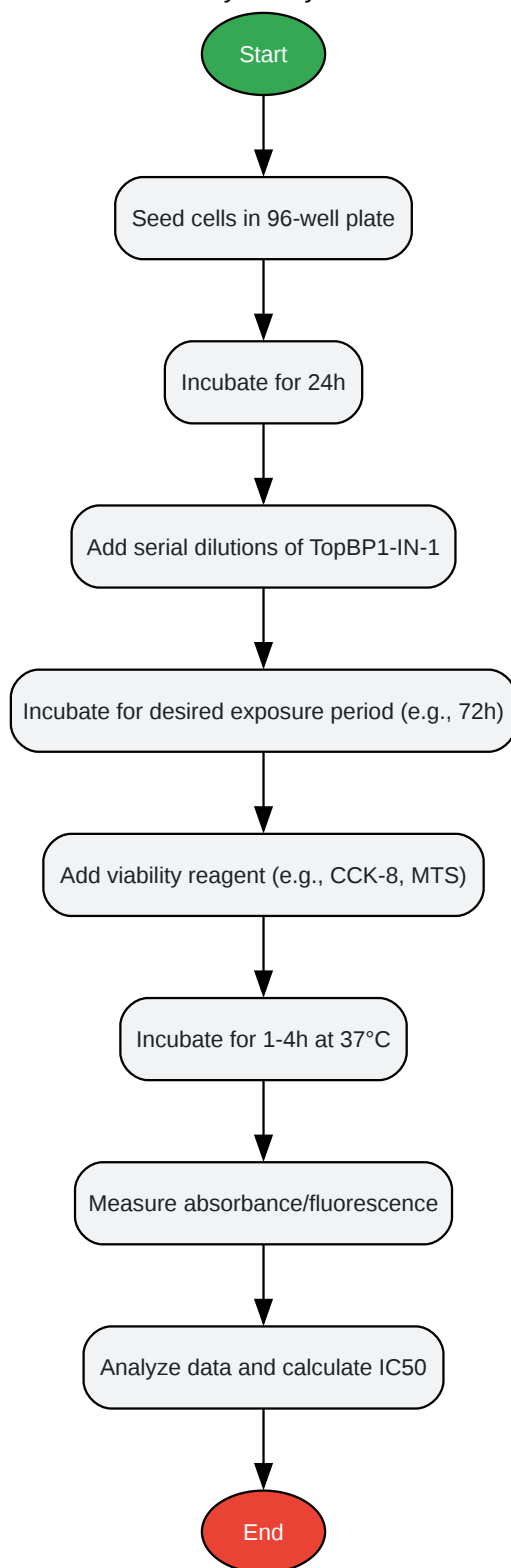 Start
Seed cells in 96-well plate
Incubate for 24h
Add serial dilutions of TopBP1-IN-1
Incubate for desired exposure period (e.g., 72h)
Add viability reagent (e.g., CCK-8, MTS)
Incubate for 1-4h at 37°C
Measure absorbance/fluorescence
Analyze data and calculate IC50
End